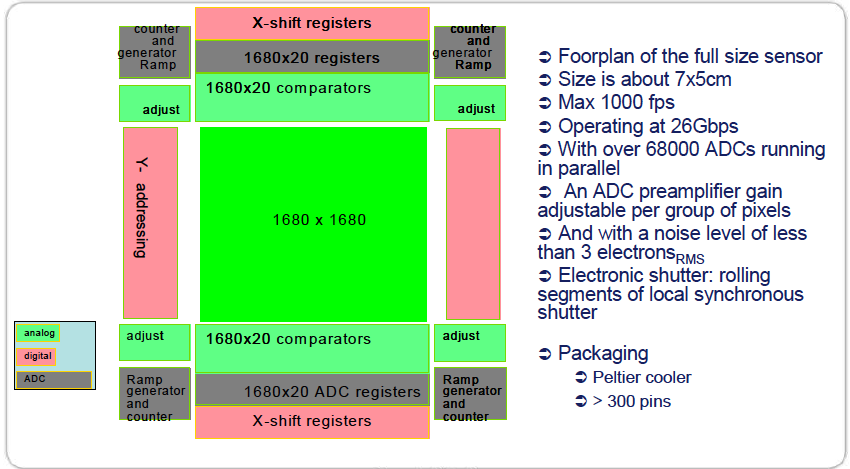 X-shift registers
counter
and
generator
Ramp
1680x20 registers
counter
and
generator
Ramp
1680x20 comparators
adjust
adjust
Y- addressing
1680 x 1680
adjust
1680x20 comparators
adjust
Ramp
generator
and
counter
1680x20 ADC registers
Ramp
generator
and
counter
X-shift registers
analog
digital
ADC
➲ Foorplan of the full size sensor
➲ Size is about 7x5cm
➲ Max 1000 fps
➲ Operating at 26Gbps
➲ With over 68000 ADCs running
in parallel
➲ An ADC preamplifier gain
adjustable per group of pixels
➲ And with a noise level of less
than 3 electronsRMS
➲ Electronic shutter: rolling
segments of local synchronous
shutter
➲ Packaging
➲ Peltier cooler
➲ > 300 pins